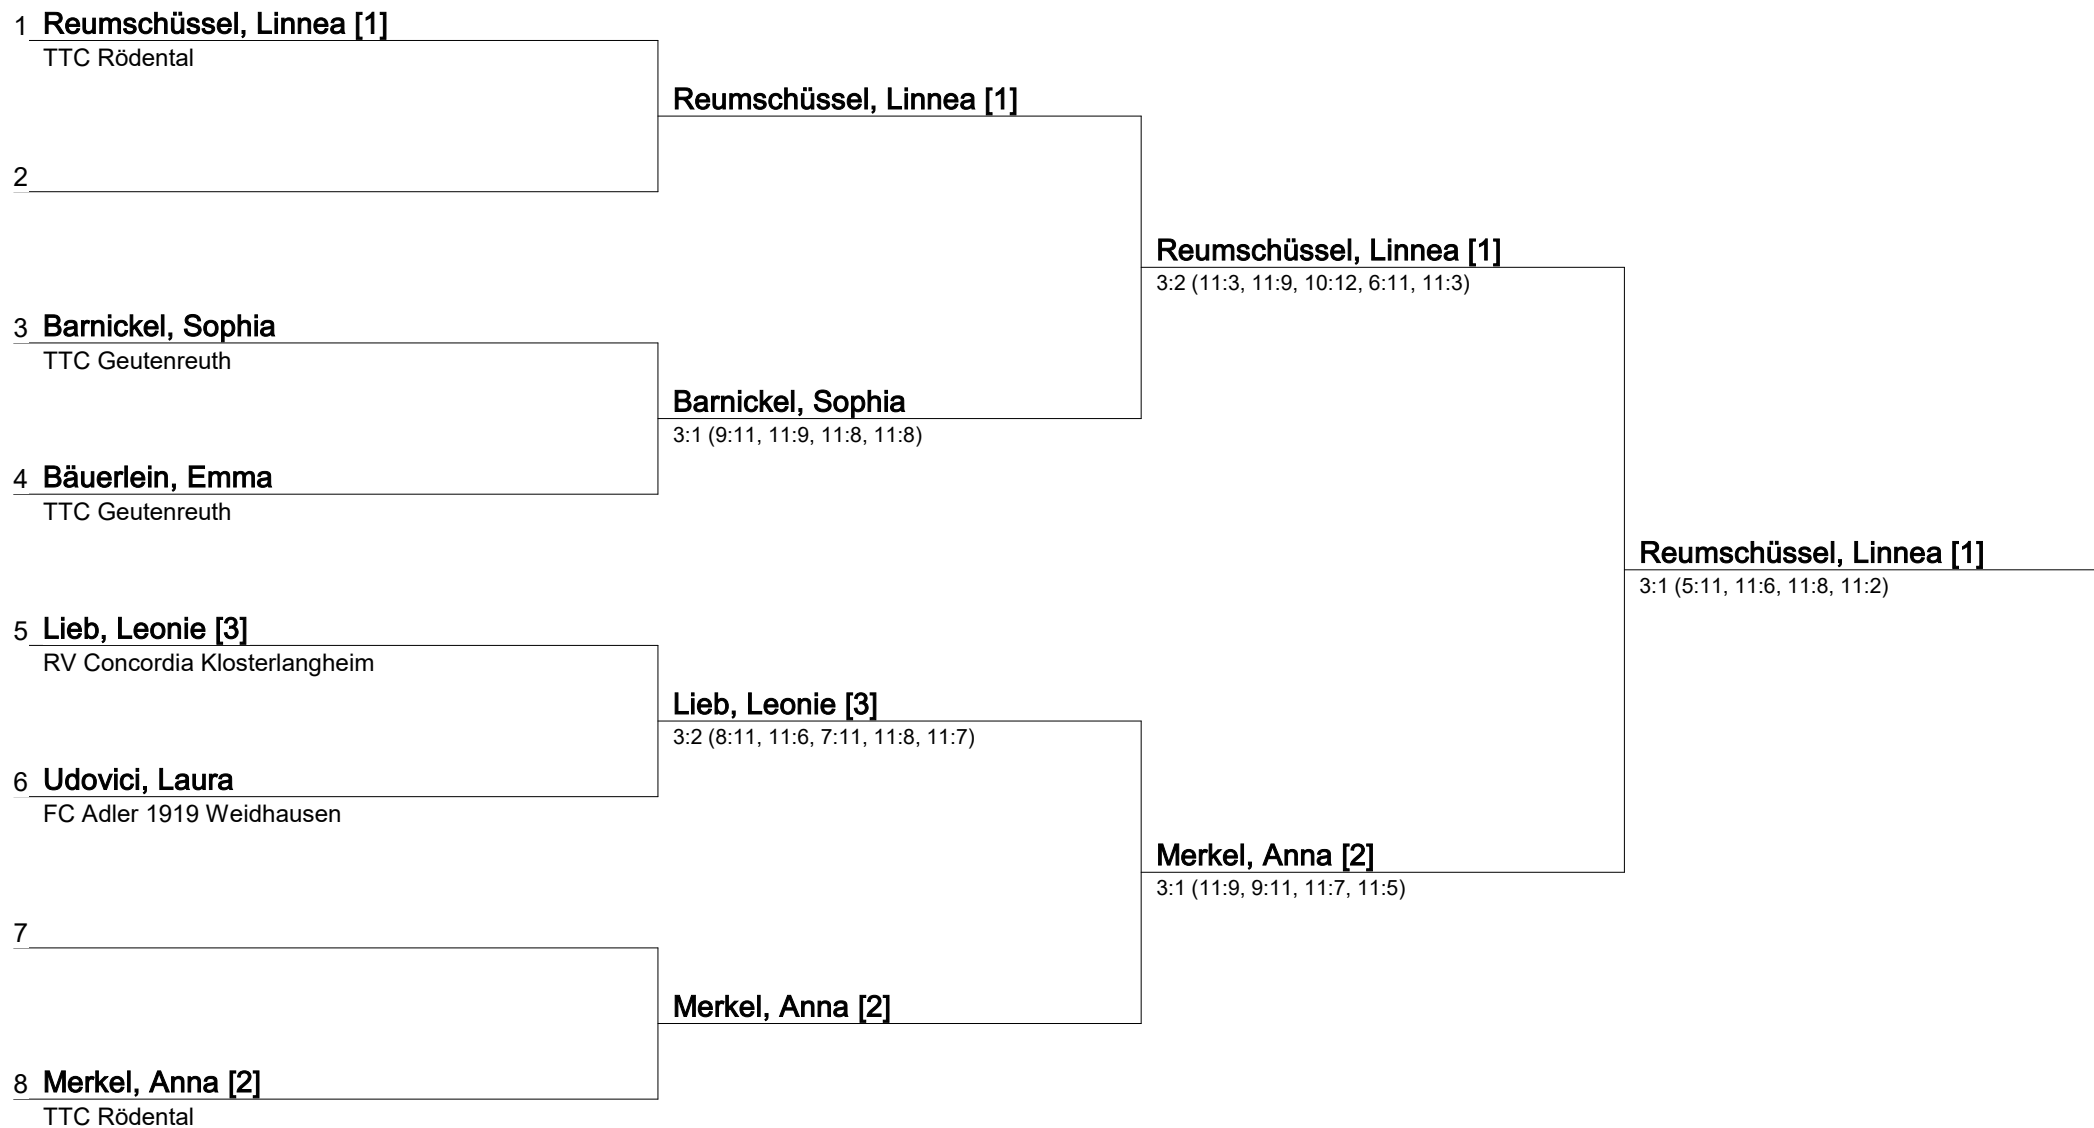 1 Reumschüssel, Linnea [1]
TTC Rödental
Reumschüssel, Linnea [1]
2
Reumschüssel, Linnea [1]
3:2 (11:3, 11:9, 10:12, 6:11, 11:3)
3 Barnickel, Sophia
TTC Geutenreuth
Barnickel, Sophia
3:1 (9:11, 11:9, 11:8, 11:8)
4 Bäuerlein, Emma
TTC Geutenreuth
Reumschüssel, Linnea [1]
3:1 (5:11, 11:6, 11:8, 11:2)
5 Lieb, Leonie [3]
RV Concordia Klosterlangheim
Lieb, Leonie [3]
3:2 (8:11, 11:6, 7:11, 11:8, 11:7)
6 Udovici, Laura
FC Adler 1919 Weidhausen
Merkel, Anna [2]
3:1 (11:9, 9:11, 11:7, 11:5)
7
Merkel, Anna [2]
8 Merkel, Anna [2]
TTC Rödental